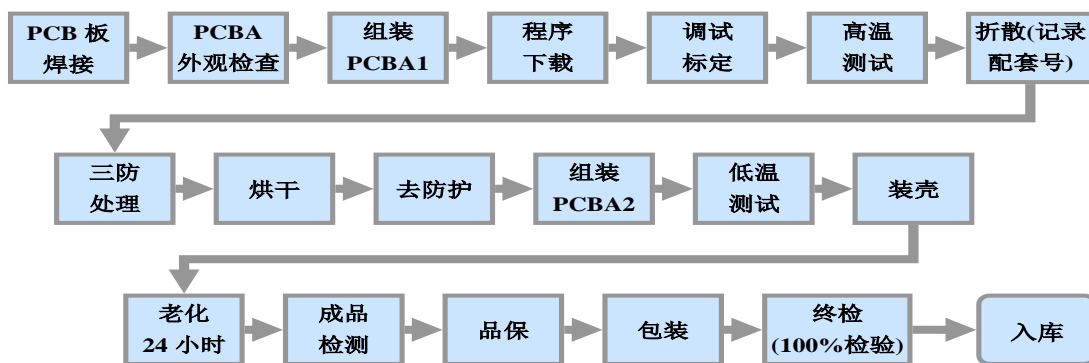 PCB 板
焊接
PCBA
外观检查
组装
PCBA1
程序
下载
调试
标定
高温
测试
折散(记录
配套号)
三防
处理
烘干
去防护
组装
PCBA2
低温
测试
装壳
老化
24 小时
成品
检测
品保
包装
终检
(100%检验)
入库